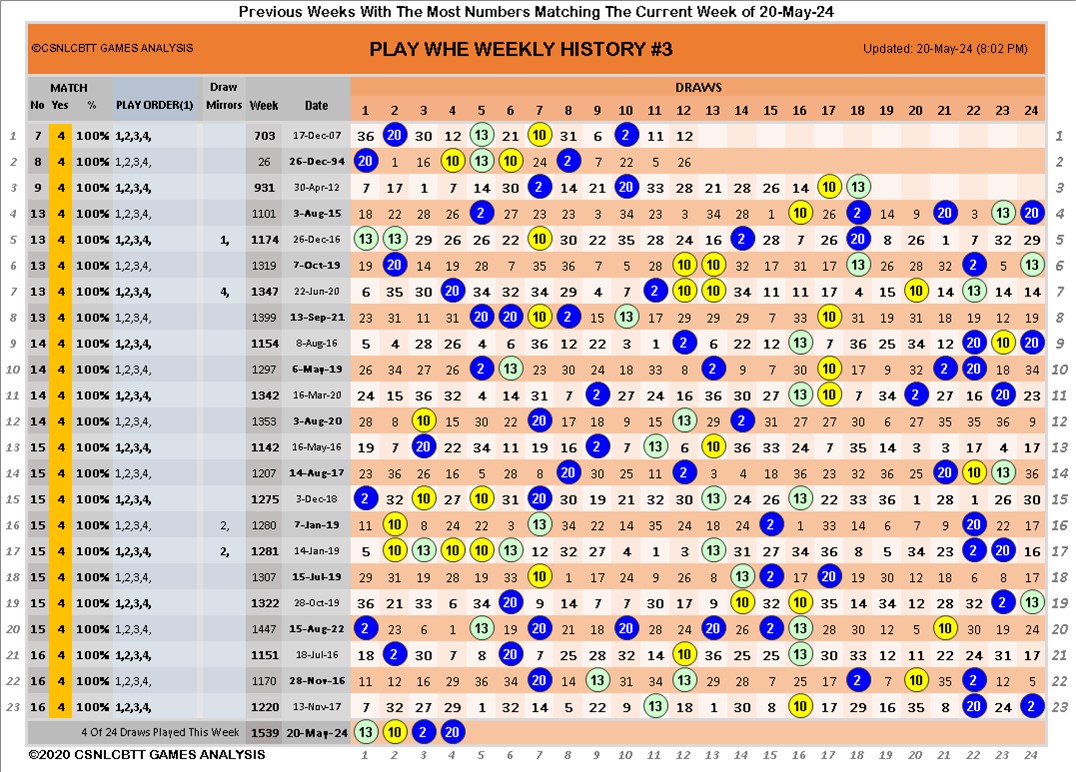 Previous Weeks With The Most Numbers Matching The Current Week of 20-May-24
©CSNLCBTT GAMES ANALYSIS PLAY WHE WEEKLY HISTORY #3 Updated: 20-May-24 (8:02 PM)
MATCH Draw DRAWS
No Yes % PLAY ORDER(1) Mirrors Week Date 1 2 3 4 5 6 7 8 9 10 11 12 13 14 15 16 17 18 19 20 21 22 23 24
1 7 4 100% 1,2,3,4, 703 17-Dec-07 36 20 30 12 13 21 10 31 6 2 11 12 1
2 8 4 100% 1,2,3,4, 26 26-Dec-94 20 1 16 10 13 10 24 2 7 22 5 26 2
3 9 4 100% 1,2,3,4, 931 30-Apr-12 7 17 1 7 14 30 2 14 21 20 33 28 21 28 26 14 10 13 3
4 13 4 100% 1,2,3,4, 1101 3-Aug-15 18 22 28 26 2 27 23 23 3 34 23 3 34 28 1 10 26 2 14 9 20 3 13 20 4
5 13 4 100% 1,2,3,4, 1, 1174 26-Dec-16 13 13 29 26 26 22 10 30 22 35 28 24 16 2 28 7 26 20 8 26 1 7 32 29 5
6 13 4 100% 1,2,3,4, 1319 7-Oct-19 19 20 14 19 28 7 35 36 7 5 28 10 10 32 17 31 17 13 26 28 32 2 5 13 6
7 13 4 100% 1,2,3,4, 4, 1347 22-Jun-20 6 35 30 20 34 32 34 29 4 7 2 10 10 34 11 11 17 4 15 10 14 13 14 14 7
8 13 4 100% 1,2,3,4, 1399 13-Sep-21 23 31 11 31 20 20 10 2 15 13 17 29 29 29 7 33 10 31 19 31 18 19 12 19 8
9 14 4 100% 1,2,3,4, 1154 8-Aug-16 5 4 28 26 4 6 36 12 22 3 1 2 6 22 12 13 7 36 25 34 12 20 10 20 9
10 14 4 100% 1,2,3,4, 1297 6-May-19 26 34 27 26 2 13 23 30 24 18 33 8 2 9 7 30 10 17 30 30 2 20 18 34 10
11 14 4 100% 1,2,3,4, 1342 16-Mar-20 24 15 36 32 4 14 31 7 2 27 24 16 36 30 27 13 10 7 34 2 27 16 20 23 11
12 14 4 100% 1,2,3,4, 1353 3-Aug-20 28 8 10 15 30 22 20 17 18 12 15 13 29 2 18 27 27 30 6 27 35 35 36 9 12
13 15 4 100% 1,2,3,4, 1142 16-May-16 19 7 20 22 34 11 19 16 2 7 13 6 10 36 33 24 7 35 14 3 3 17 4 17 13
14 15 4 100% 1,2,3,4, 1207 14-Aug-17 23 36 26 16 5 28 8 20 30 25 11 2 3 4 18 36 23 32 36 16 20 10 13 36 14
15 15 4 100% 1,2,3,4, 1275 3-Dec-18 2 32 10 27 10 31 20 30 19 21 32 30 13 24 26 13 22 33 36 1 28 1 26 30 15
16 15 4 100% 1,2,3,4, 2, 1280 7-Jan-19 11 10 8 24 22 3 13 34 22 14 35 24 18 24 2 1 33 14 6 7 9 20 22 17 16
17 15 4 100% 1,2,3,4, 2, 1281 14-Jan-19 5 10 13 10 10 13 12 32 27 4 1 3 13 31 27 34 36 8 5 34 23 2 20 16 17
18 15 4 100% 1,2,3,4, 1307 15-Jul-19 29 31 19 28 19 33 10 1 17 24 9 26 8 13 2 17 20 19 30 12 18 6 8 17 18
19 15 4 100% 1,2,3,4, 1322 28-Oct-19 36 21 33 6 34 20 9 14 7 7 30 17 9 10 32 10 35 14 34 12 28 32 2 13 19
20 15 4 100% 1,2,3,4, 1447 15-Aug-22 2 23 6 1 13 19 20 21 18 20 28 24 20 26 2 13 28 30 12 5 10 30 19 24 20
21 16 4 100% 1,2,3,4, 1151 18-Jul-16 18 2 30 7 8 20 7 25 28 32 14 10 36 25 25 13 30 33 12 11 22 24 31 17 21
22 16 4 100% 1,2,3,4, 1170 28-Nov-16 11 12 16 29 36 34 20 14 13 31 34 13 29 28 7 25 17 2 7 10 35 2 12 5 22
23 16 4 100% 1,2,3,4, 1220 13-Nov-17 7 32 27 29 1 32 14 5 22 9 13 18 1 30 8 10 17 29 16 35 8 20 24 2 23
4 Of 24 Draws Played This Week 1539 20-May-24 13 10 2 20
©2020 CSNLCBTT GAMES ANALYSIS 1 2 3 4 5 6 7 8 9 10 11 12 13 14 15 16 17 18 19 20 21 22 23 24